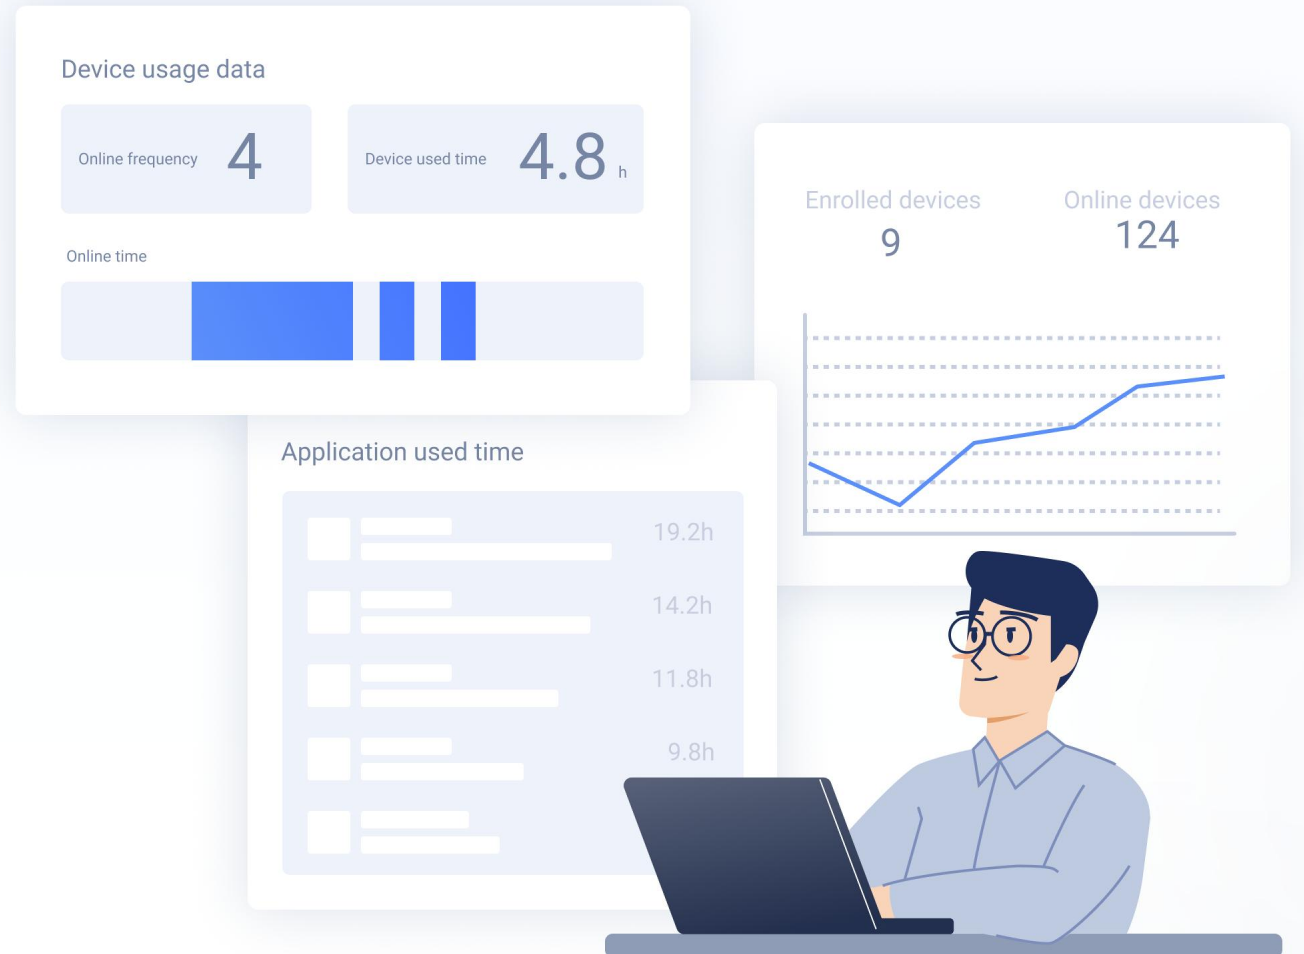 Device usage data
Online frequency 4
Device used time 4.8 h
Online time
Enrolled devices
9
Online devices
124
Application used time
19.2h
14.2h
11.8h
9.8h